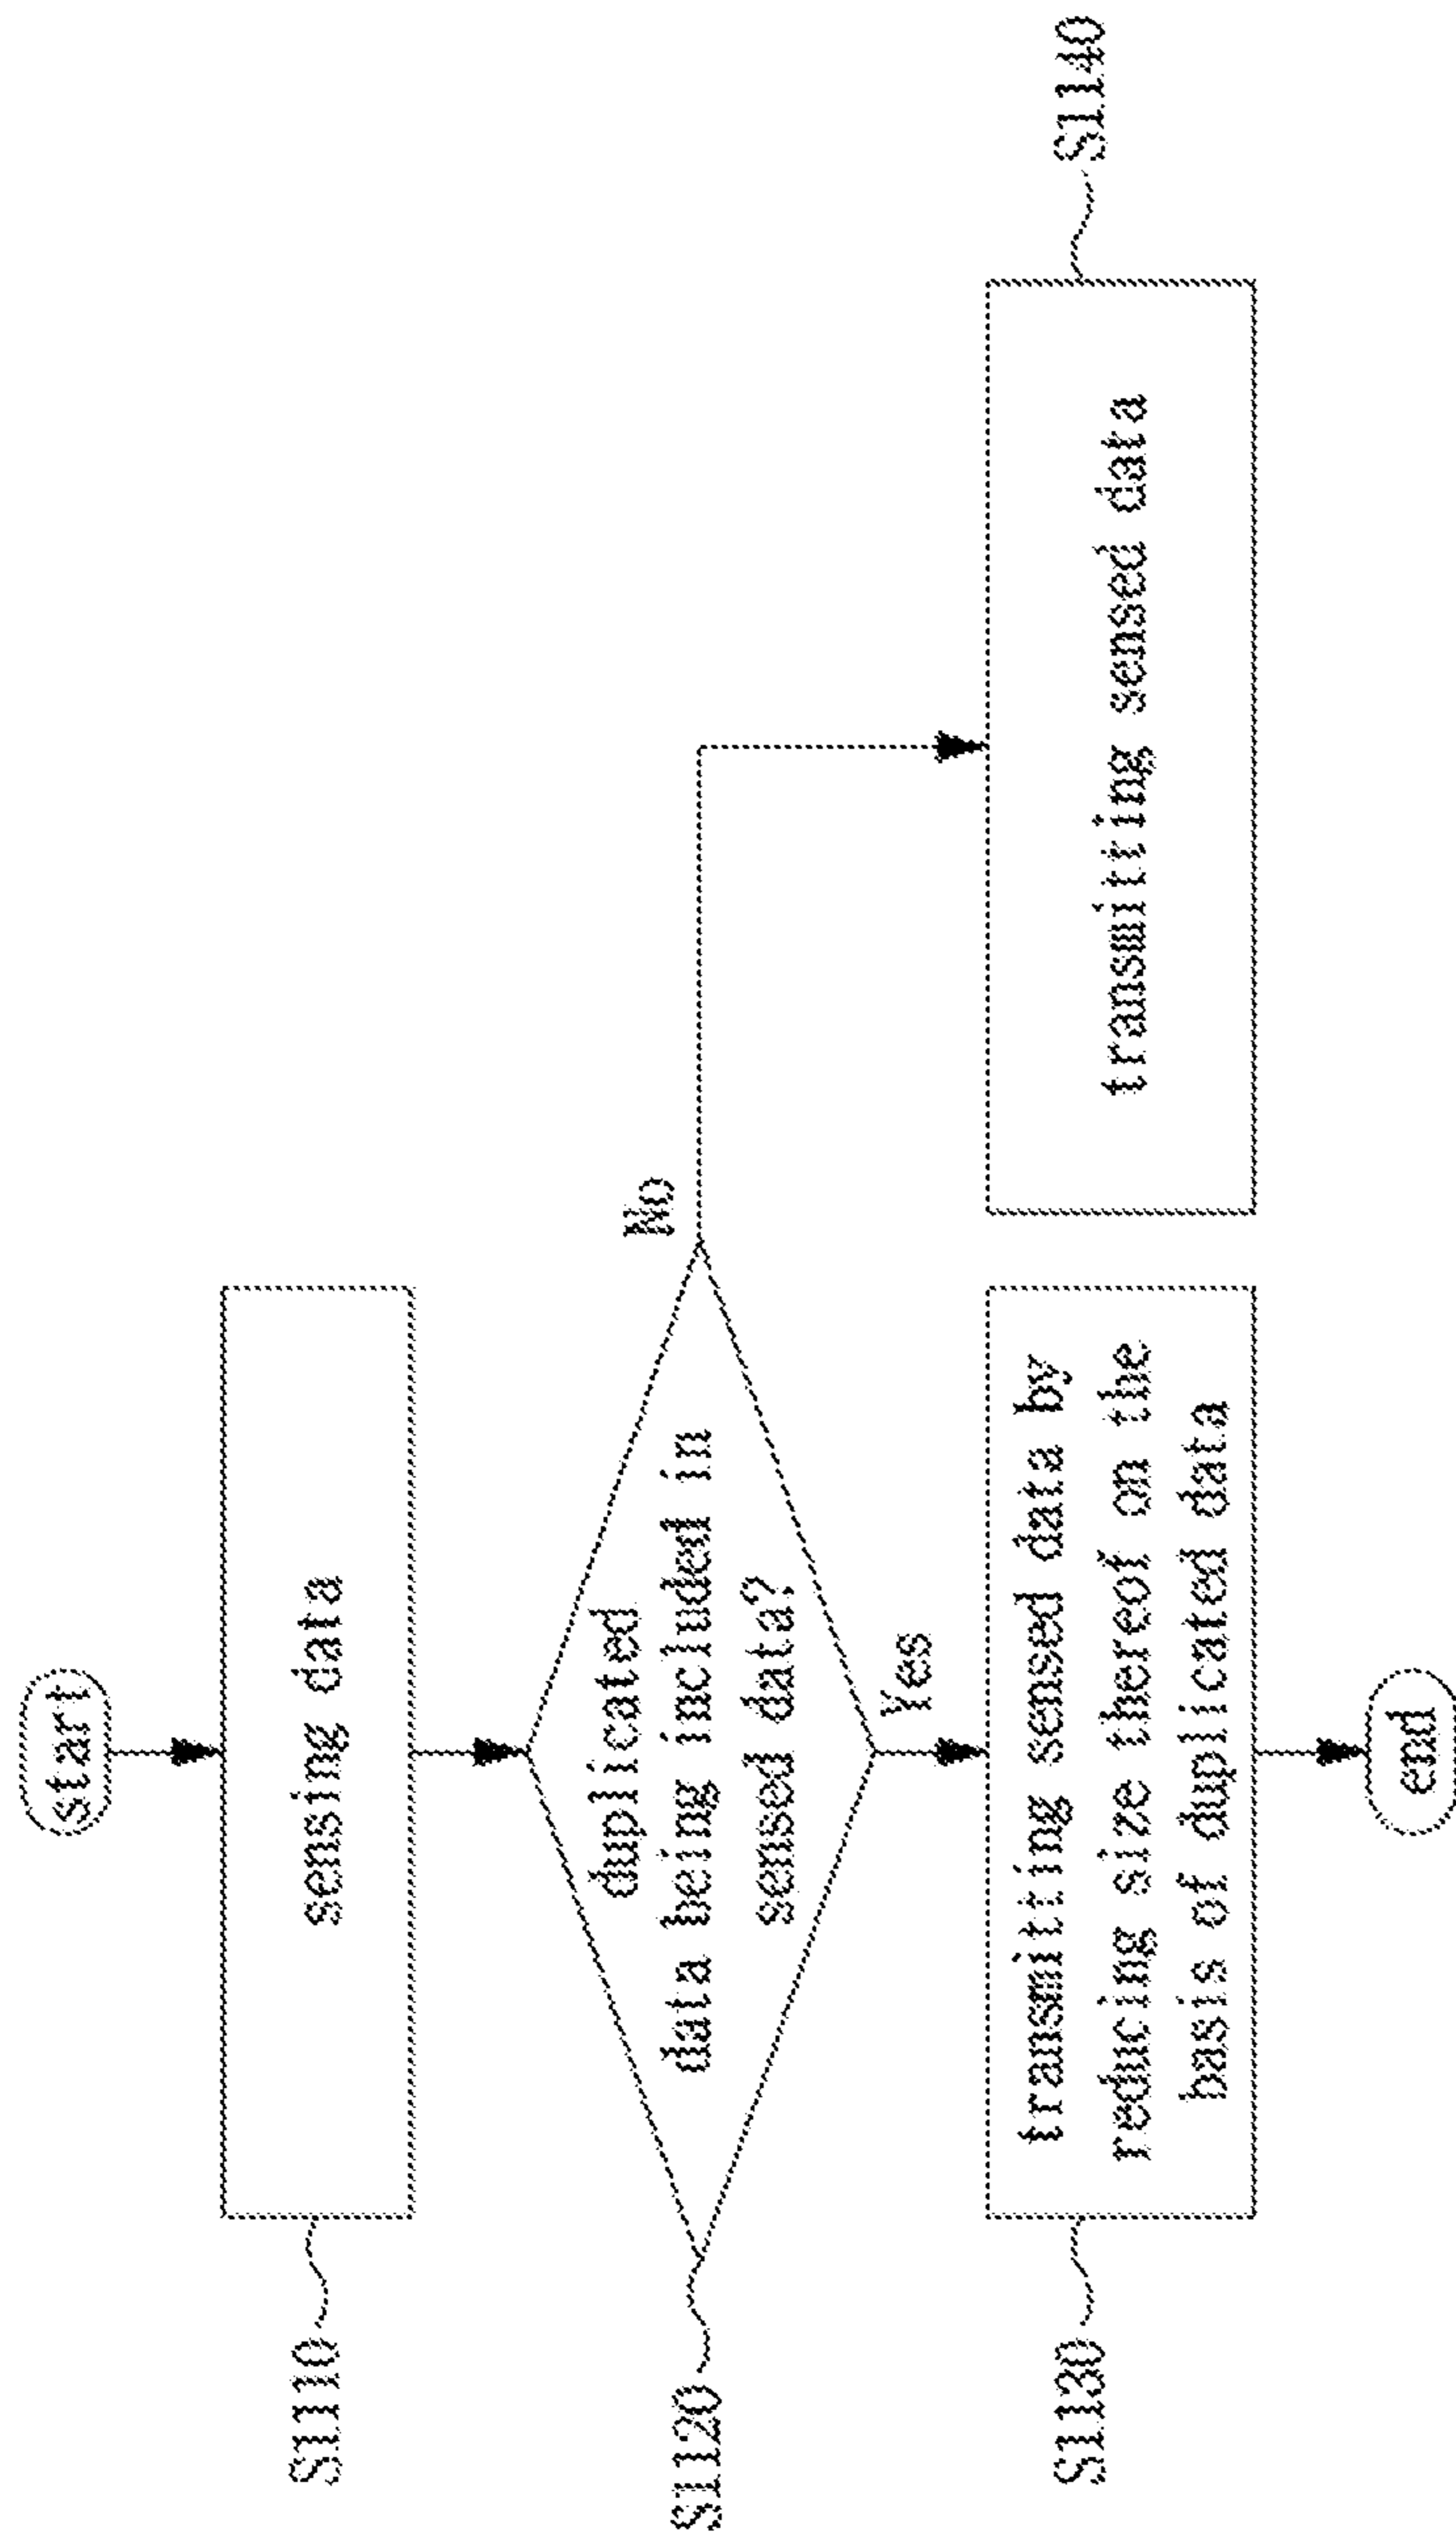 start
S1110
sensing data
S1120
duplicated
data being included in
sensed data?
No
Yes
S1130
transmitting sensed data by
reducing size thereof on the
basis of duplicated data
transmitting sensed data
S1140
end